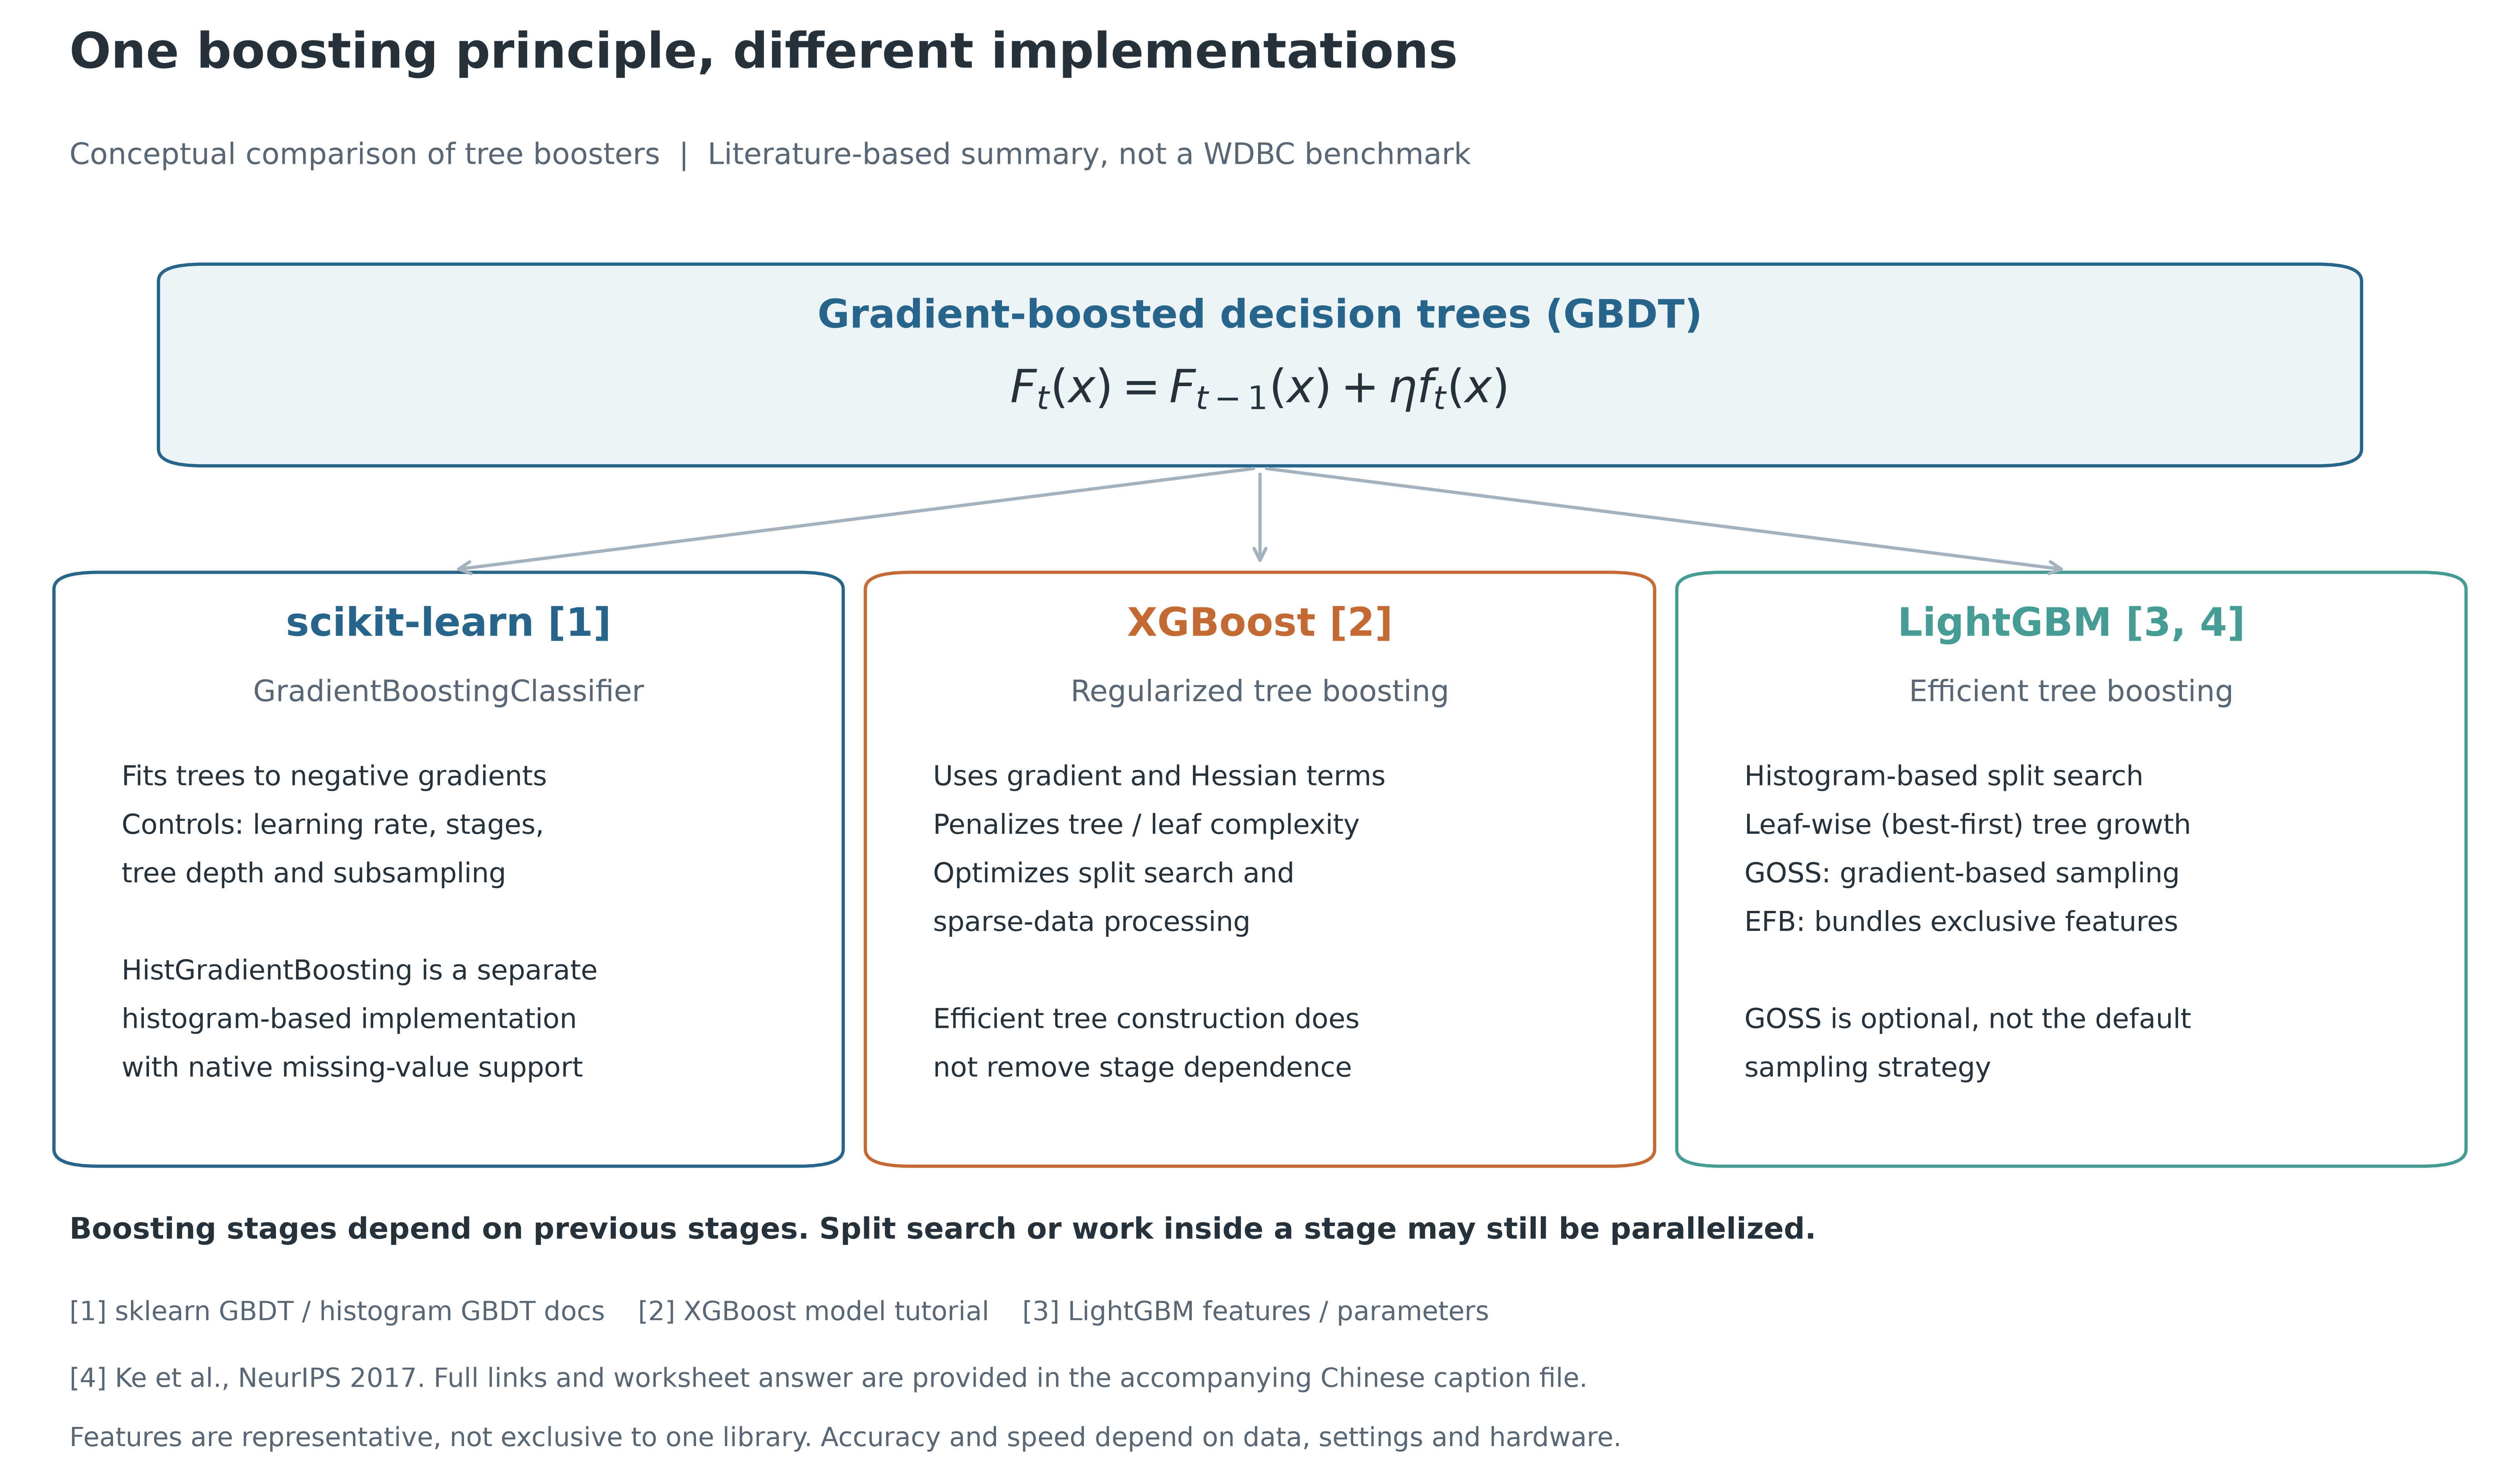 One boosting principle, different implementations
Conceptual comparison of tree boosters | Literature-based summary, not a WDBC benchmark
Gradient-boosted decision trees (GBDT)
Fₜ(x) = Fₜ₋₁(x) + ηfₜ(x)
scikit-learn [1]
GradientBoostingClassifier
Fits trees to negative gradients
Controls: learning rate, stages,
tree depth and subsampling
HistGradientBoosting is a separate
histogram-based implementation
with native missing-value support
XGBoost [2]
Regularized tree boosting
Uses gradient and Hessian terms
Penalizes tree / leaf complexity
Optimizes split search and
sparse-data processing
Efficient tree construction does
not remove stage dependence
LightGBM [3, 4]
Efficient tree boosting
Histogram-based split search
Leaf-wise (best-first) tree growth
GOSS: gradient-based sampling
EFB: bundles exclusive features
GOSS is optional, not the default
sampling strategy
Boosting stages depend on previous stages. Split search or work inside a stage may still be parallelized.
[1] sklearn GBDT / histogram GBDT docs [2] XGBoost model tutorial [3] LightGBM features / parameters
[4] Ke et al., NeurIPS 2017. Full links and worksheet answer are provided in the accompanying Chinese caption file.
Features are representative, not exclusive to one library. Accuracy and speed depend on data, settings and hardware.